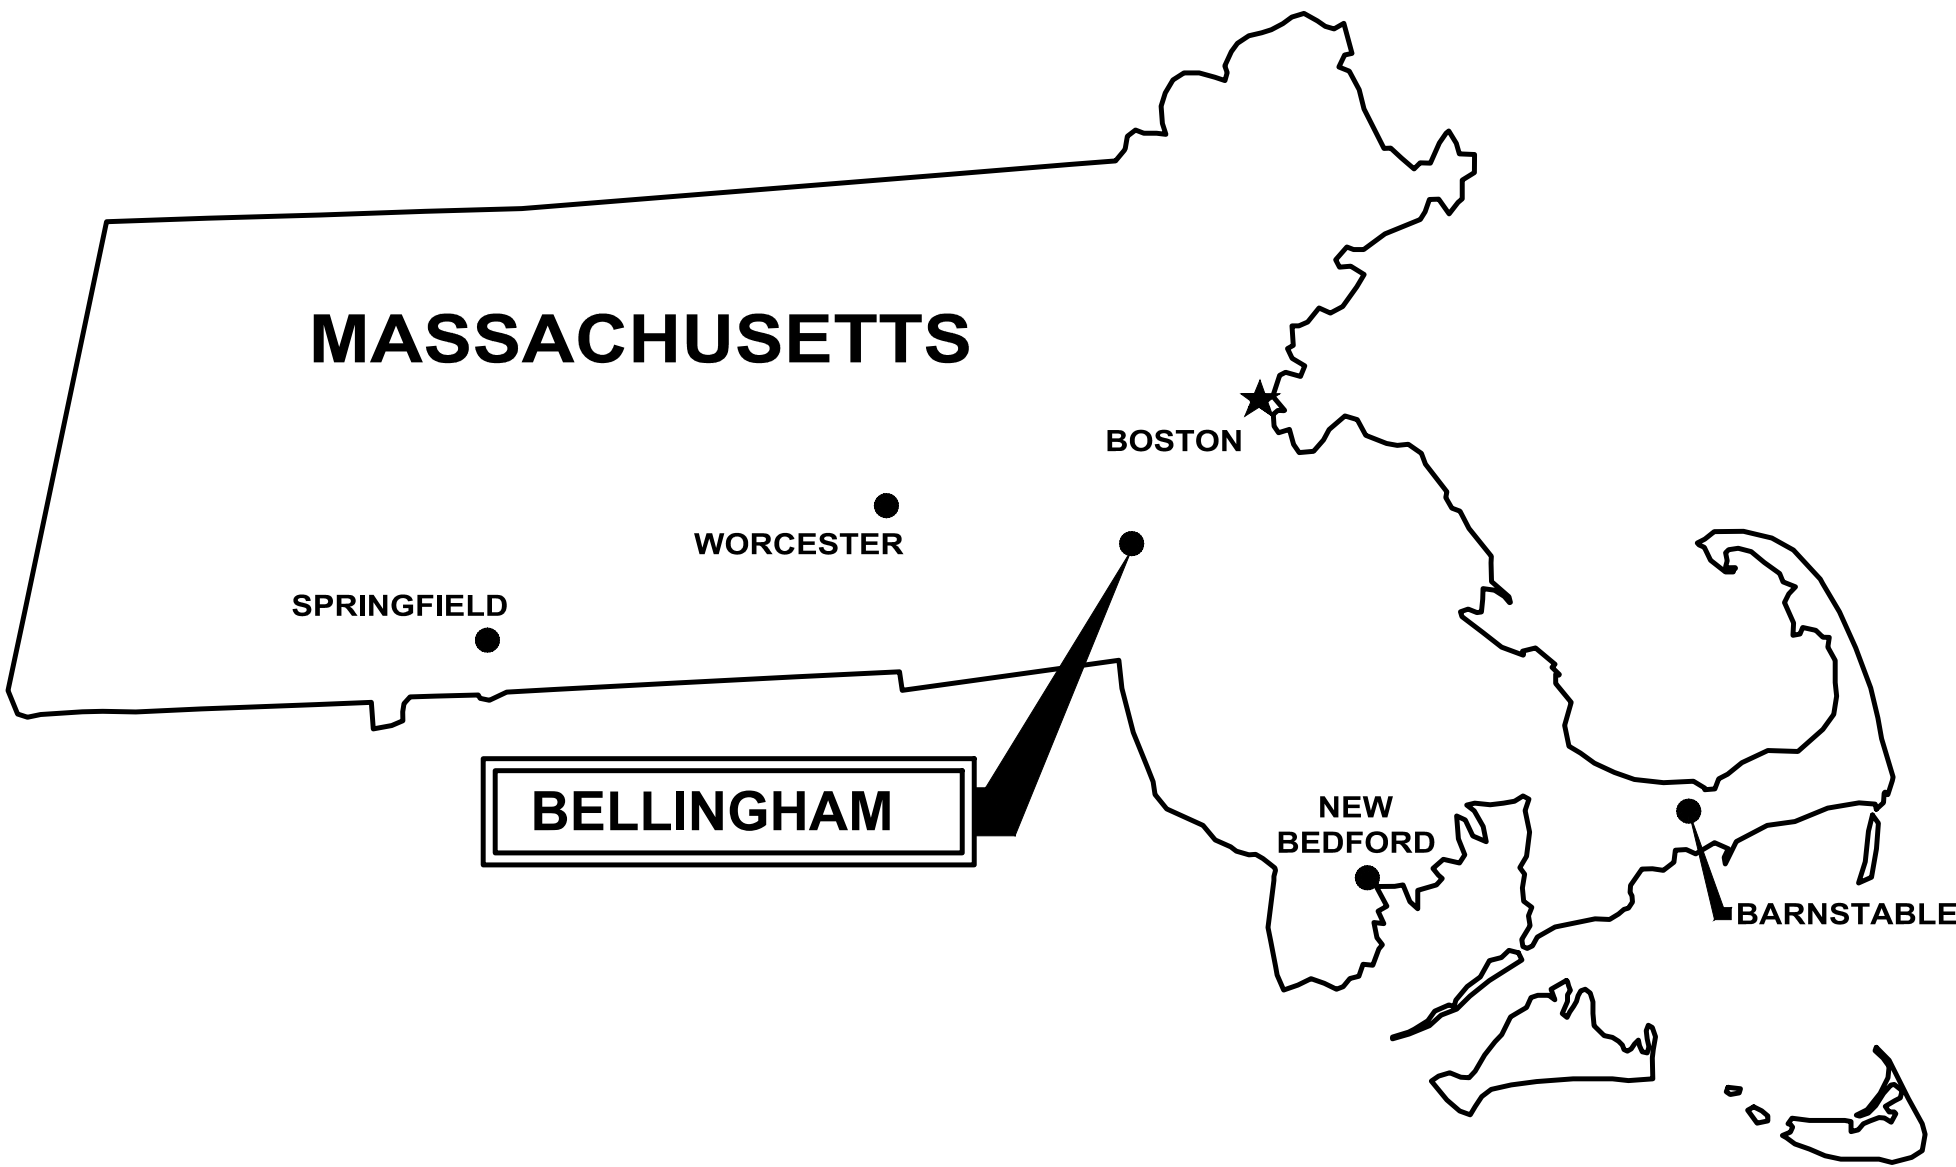 MASSACHUSETTS
BOSTON
WORCESTER
SPRINGFIELD
BELLINGHAM
NEW
BEDFORD
BARNSTABLE